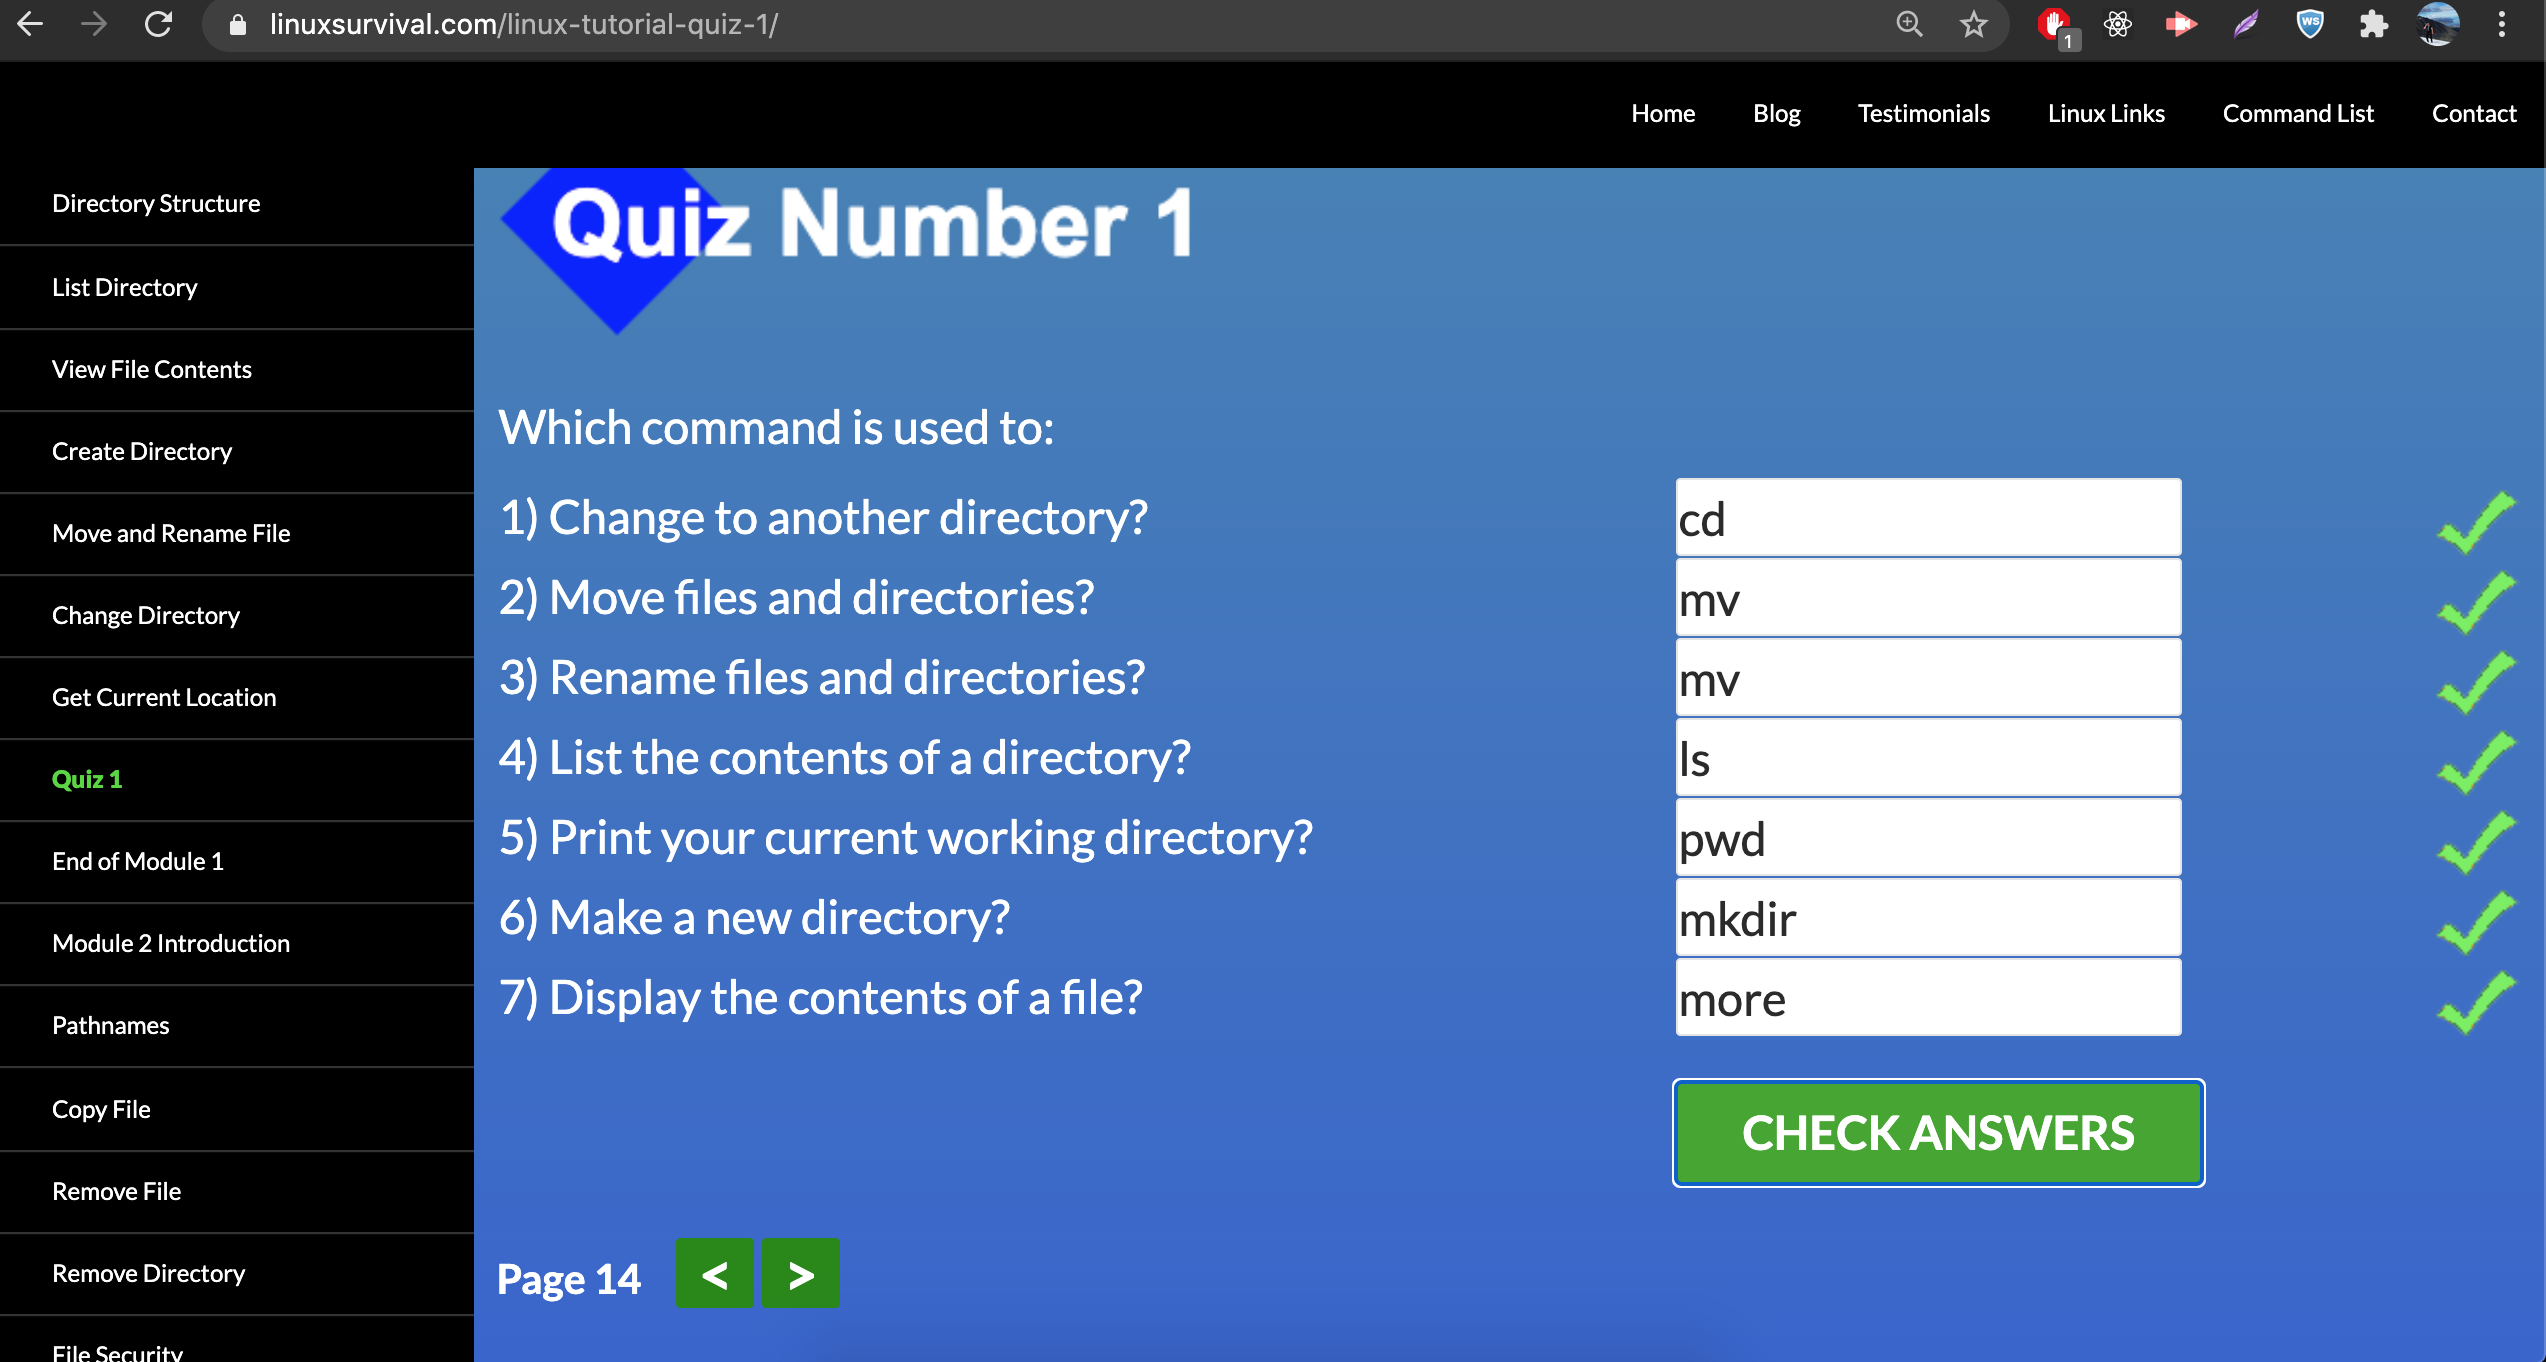 linuxsurvival.com/linux-tutorial-quiz-1/
1
WS
Home Blog Testimonials Linux Links Command List Contact
Directory Structure
List Directory
View File Contents
Create Directory
Move and Rename File
Change Directory
Get Current Location
Quiz 1
End of Module 1
Module 2 Introduction
Pathnames
Copy File
Remove File
Remove Directory
File Security
Quiz Number 1
Which command is used to:
1) Change to another directory? cd
2) Move files and directories? mv
3) Rename files and directories? mv
4) List the contents of a directory? ls
5) Print your current working directory? pwd
6) Make a new directory? mkdir
7) Display the contents of a file? more
CHECK ANSWERS
Page 14 < >